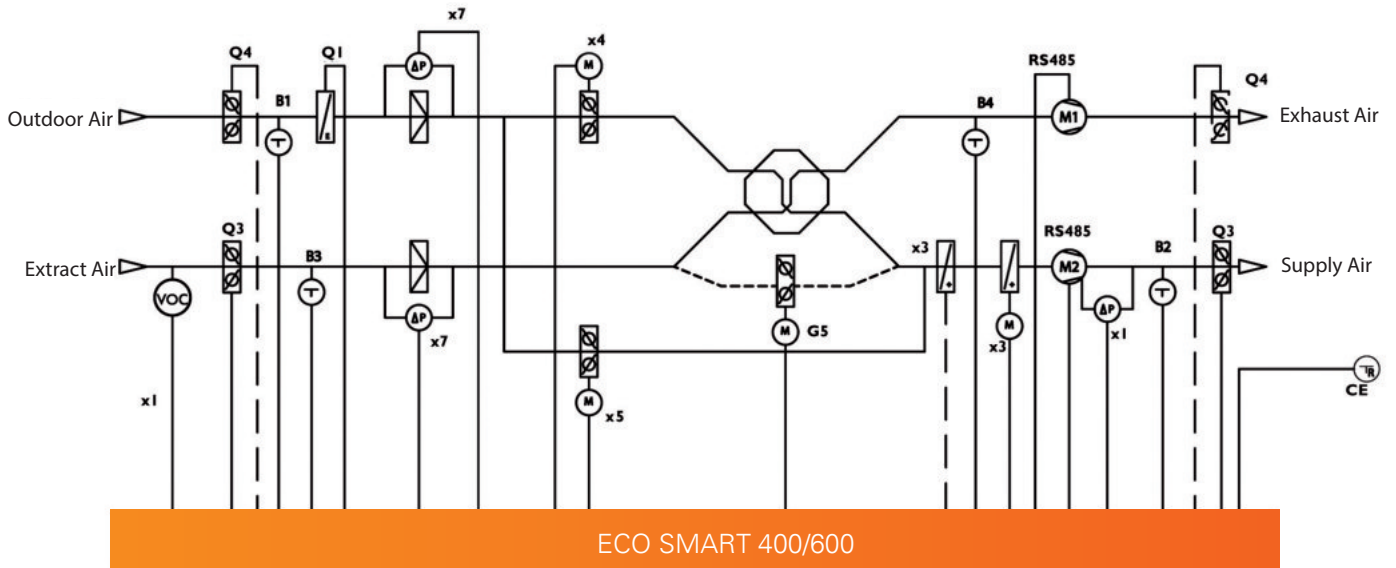 x7
x4
Q4
Q1
ΔP
M
RS485
Q4
B1
B4
Outdoor Air
E
M1
Exhaust Air
T
T
Q3
B3
x3
RS485
B2
Q3
Extract Air
+
+
M2
Supply Air
VOC
T
T
ΔP
M
ΔP
M
G5
x7
x3
x1
TR
CE
x1
M
x5
ECO SMART 400/600